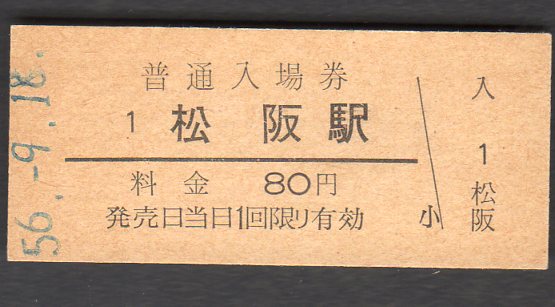 56.-9.18.
普通入場券
1 松阪駅
料金 80円
発売日当日1回限り有効
小
入
1
松阪